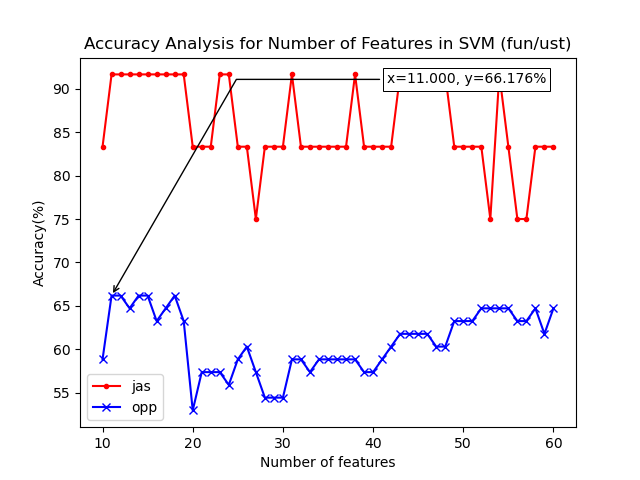 Accuracy Analysis for Number of Features in SVM (fun/ust)
x=11.000, y=66.176%
Accuracy(%)
90
85
80
75
70
65
60
55
jas
opp
10 20 30 40 50 60
Number of features